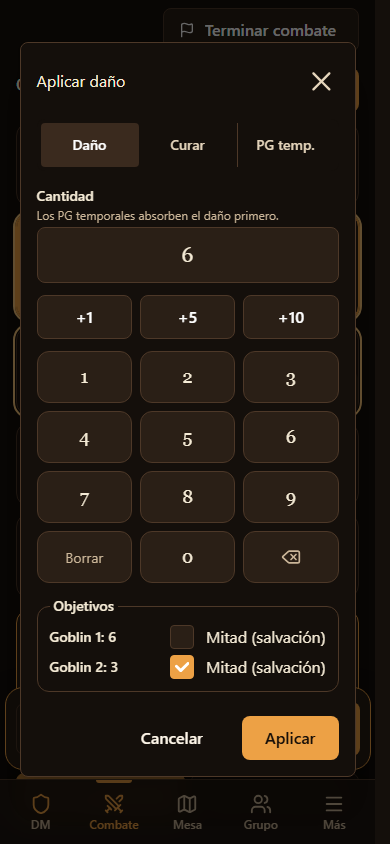 Terminar combate
Aplicar daño
Daño
Curar
PG temp.
Cantidad
Los PG temporales absorben el daño primero.
6
+1
+5
+10
1
2
3
4
5
6
7
8
9
Borrar
0
Objetivos
Goblin 1: 6
Mitad (salvación)
Goblin 2: 3
Mitad (salvación)
Cancelar
Aplicar
DM
Combate
Mesa
Grupo
Más